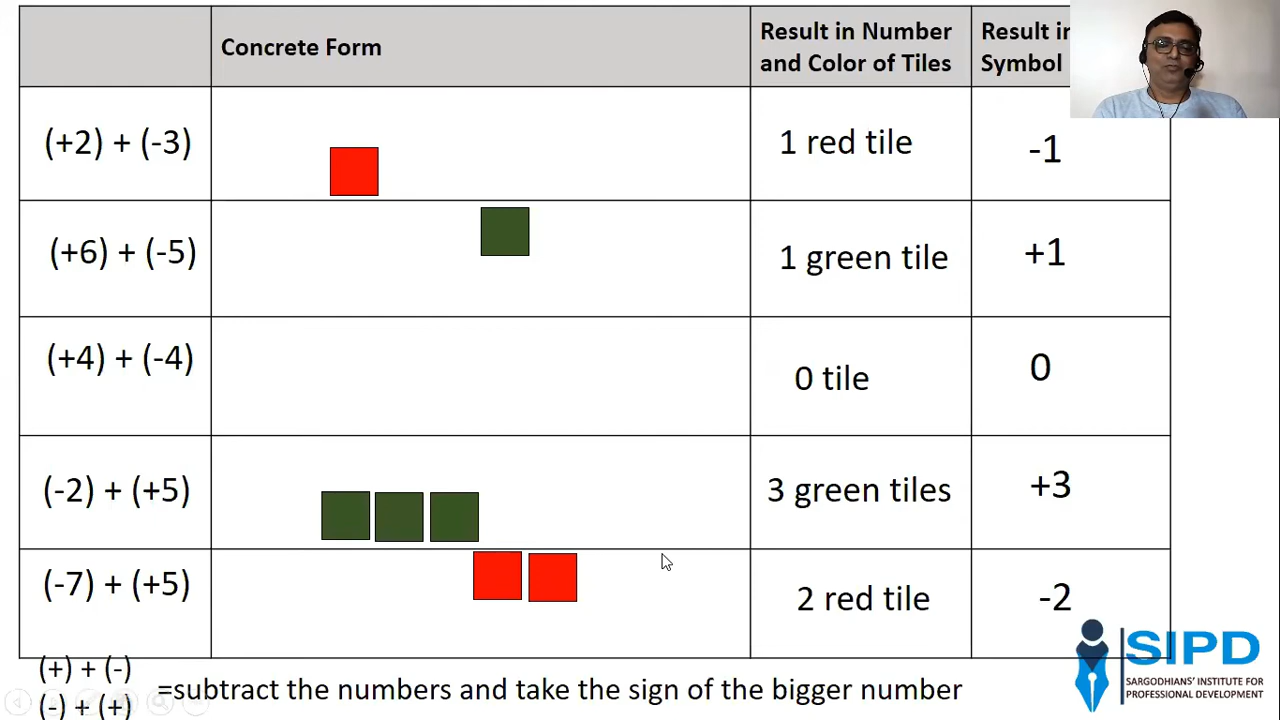 Concrete Form
Result in Number
and Color of Tiles
Result in
Symbol
(+2) + (-3)
1 red tile
-1
(+6) + (-5)
1 green tile
+1
(+4) + (-4)
0 tile
0
(-2) + (+5)
3 green tiles
+3
(-7) + (+5)
2 red tile
-2
(+) + (-)
(-) + (+)
=subtract the numbers and take the sign of the bigger number
SIPD
SARGODHIANS' INSTITUTE FOR
PROFESSIONAL DEVELOPMENT